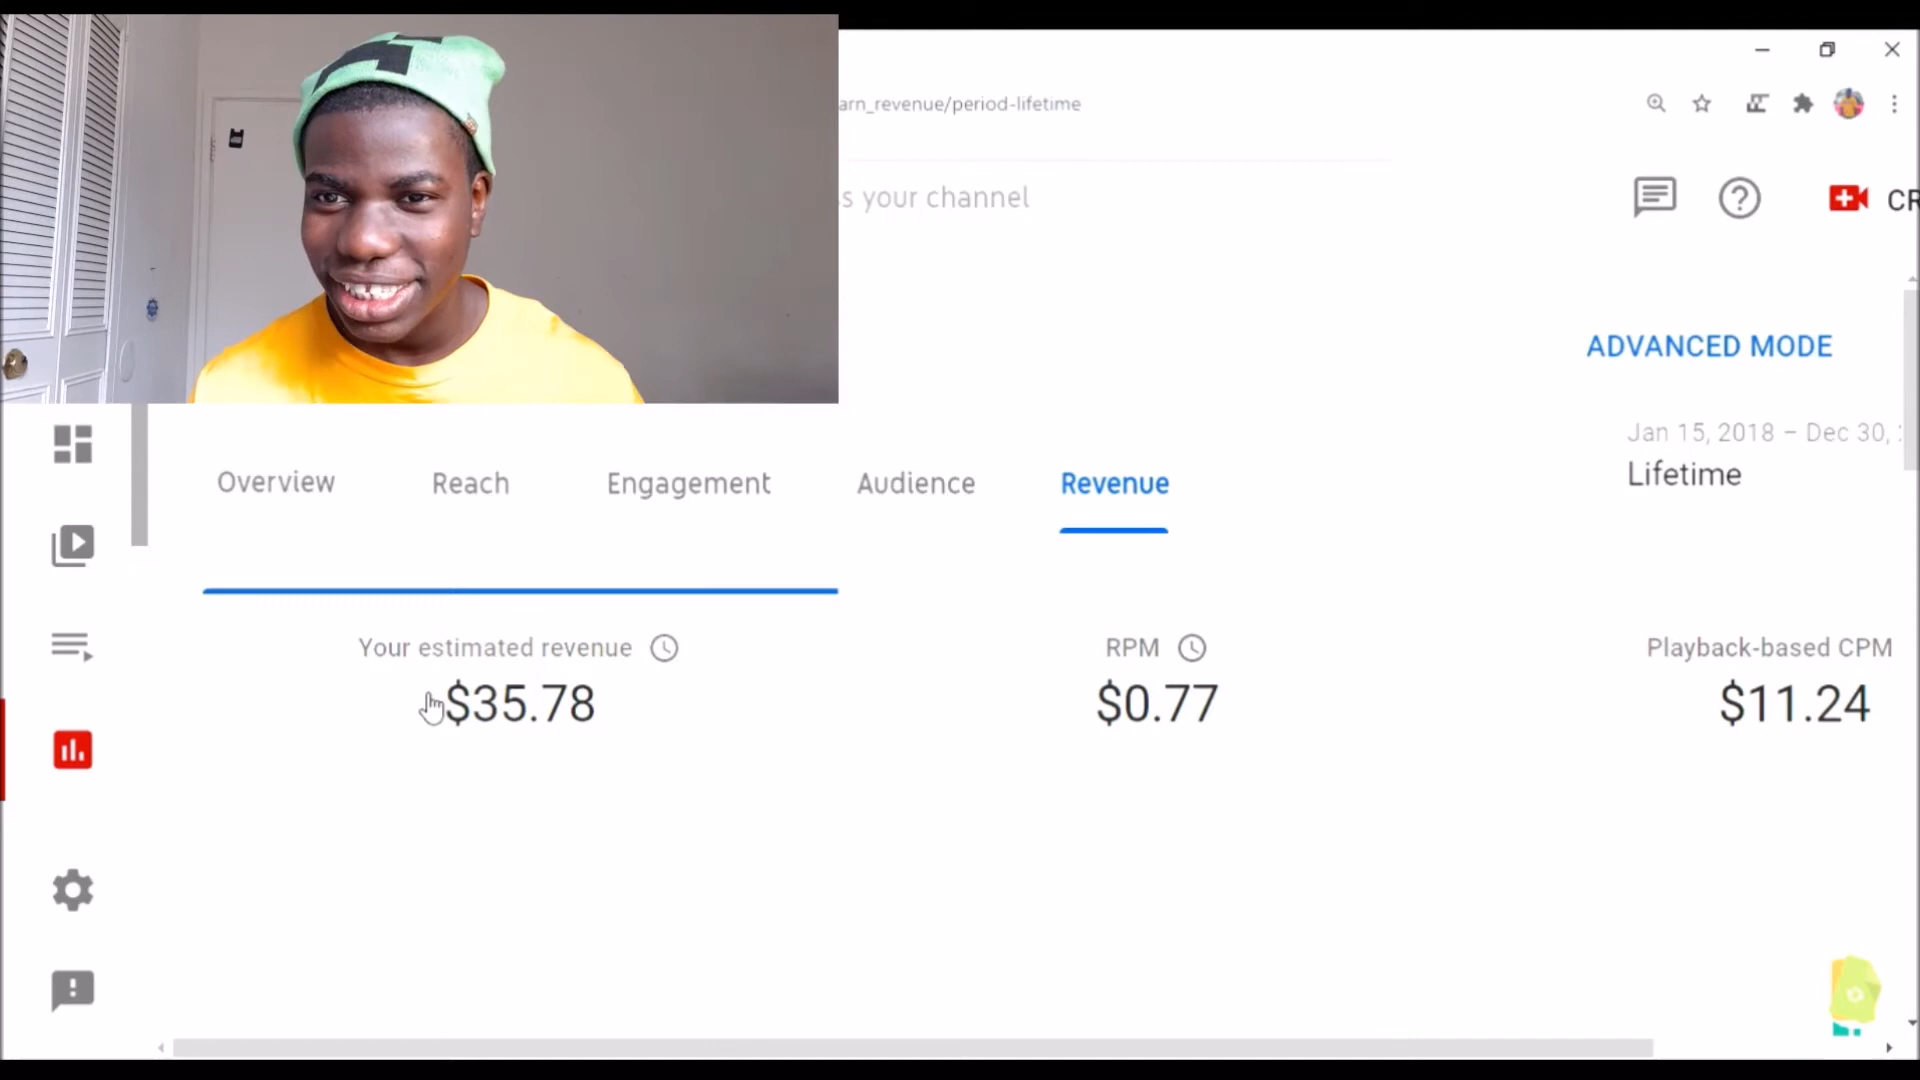 arn_revenue/period-lifetime
s your channel
CR
ADVANCED MODE
Jan 15, 2018 – Dec 30,
Lifetime
Overview
Reach
Engagement
Audience
Revenue
Your estimated revenue
RPM
Playback-based CPM
$35.78
$0.77
$11.24